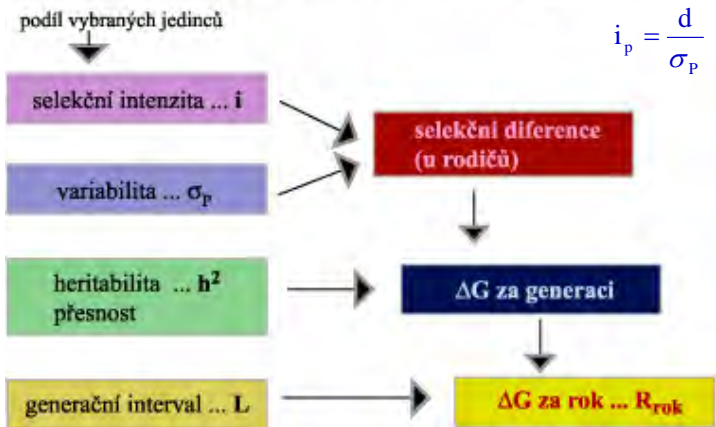 podíl vybraných jedinců
i_p = d / σ_P
selekční intenzita ... i
selekční diference
(u rodičů)
variabilita ... σ_p
heritabilita ... h²
přesnost
ΔG za generaci
generační interval ... L
ΔG za rok ... R_rok